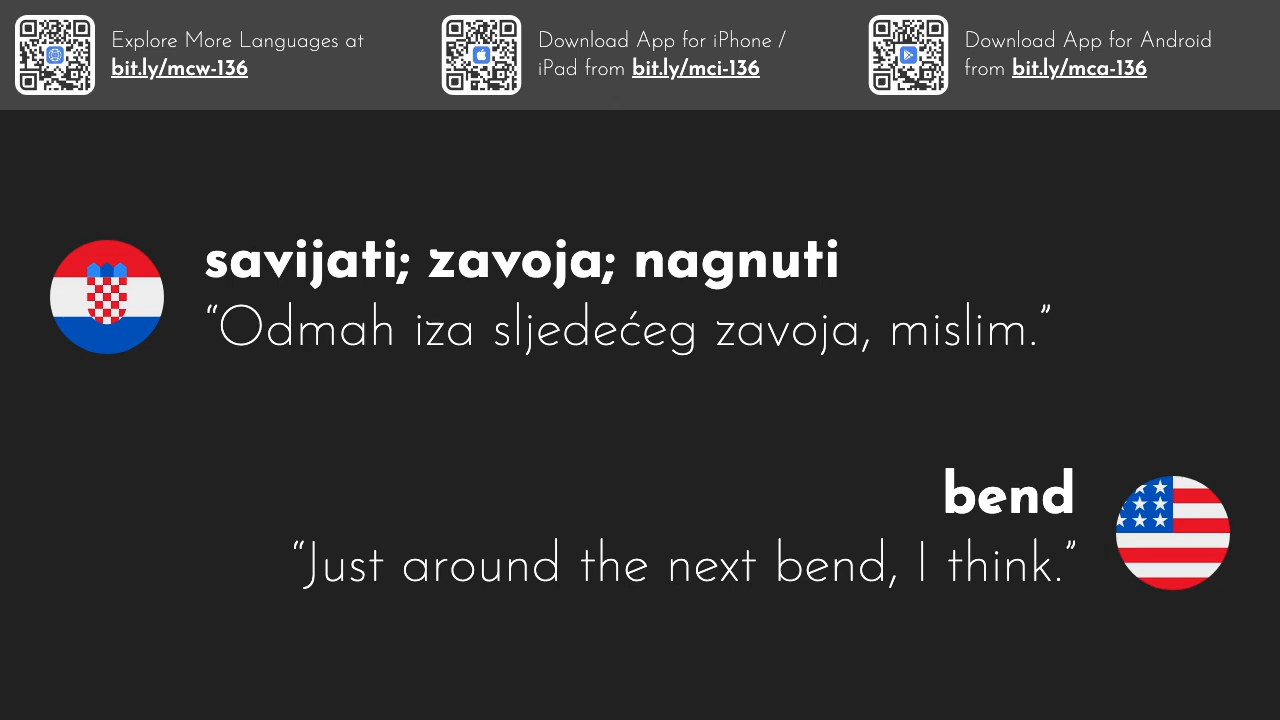 Explore More Languages at
bit.ly/mcw-136
Download App for iPhone /
iPad from bit.ly/mci-136
Download App for Android
from bit.ly/mca-136
savijati; zavoja; nagnuti
“Odmah iza sljedećeg zavoja, mislim.”
bend
“Just around the next bend, I think.”